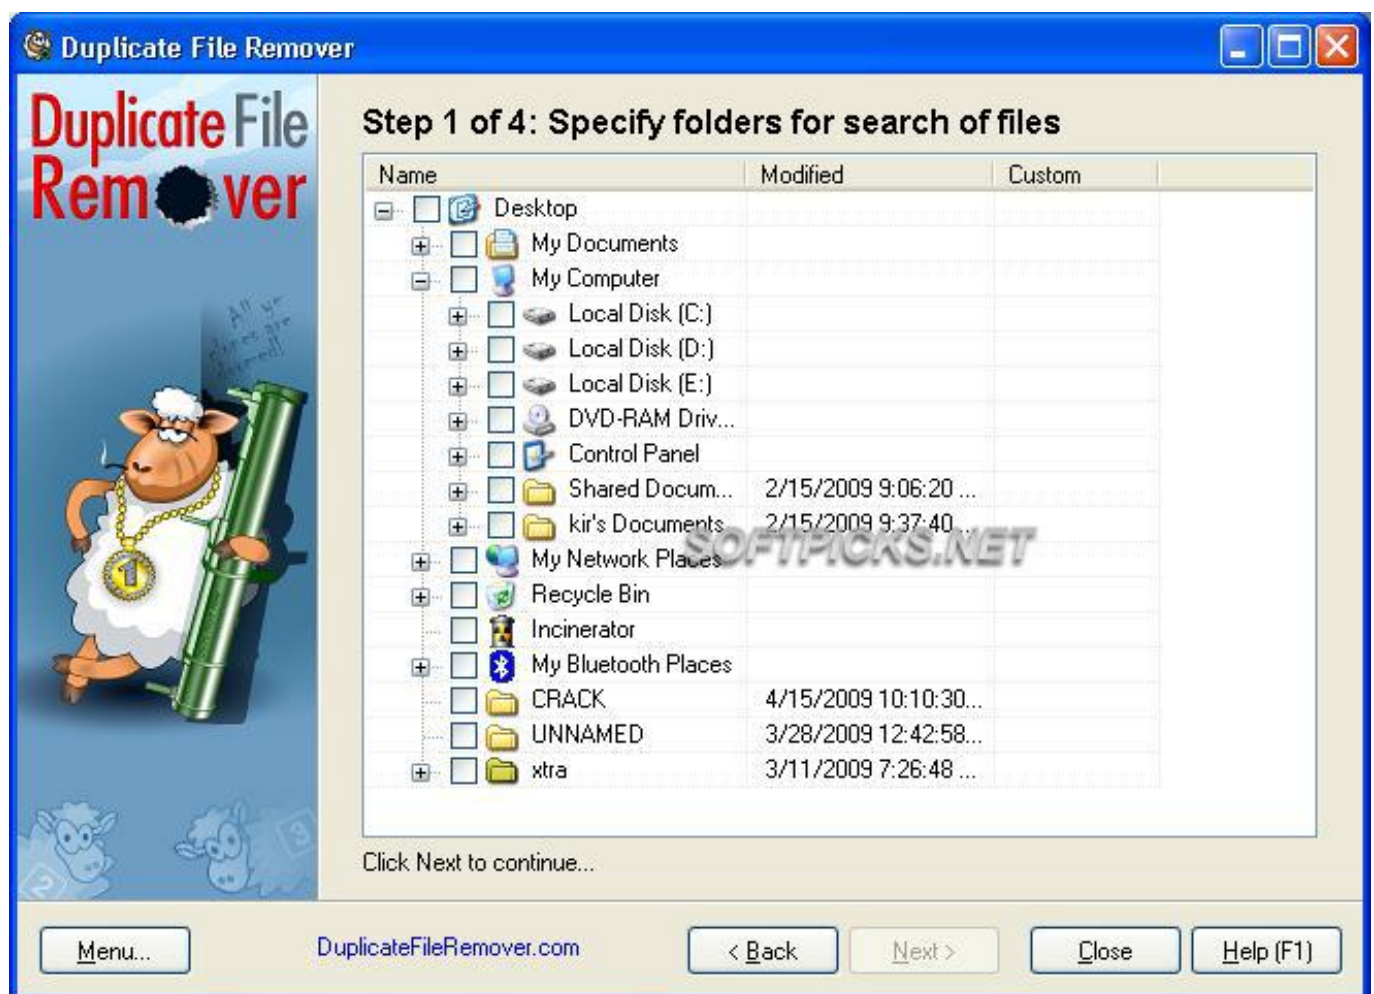 Duplicate File Remover
Duplicate File
Rem ver
Step 1 of 4: Specify folders for search of files
Name Modified Custom
Desktop
My Documents
My Computer
Local Disk (C:)
Local Disk (D:)
Local Disk (E:)
DVD-RAM Driv...
Control Panel
Shared Docum... 2/15/2009 9:06:20 ...
kir's Documents 2/15/2009 9:37:40 ...
SOFTPICKS.NET
My Network Places
Recycle Bin
Incinerator
My Bluetooth Places
CRACK 4/15/2009 10:10:30...
UNNAMED 3/28/2009 12:42:58...
xtra 3/11/2009 7:26:48 ...
All
1
2
3
Click Next to continue...
Menu... DuplicateFileRemover.com < Back Next > Close Help (F1)